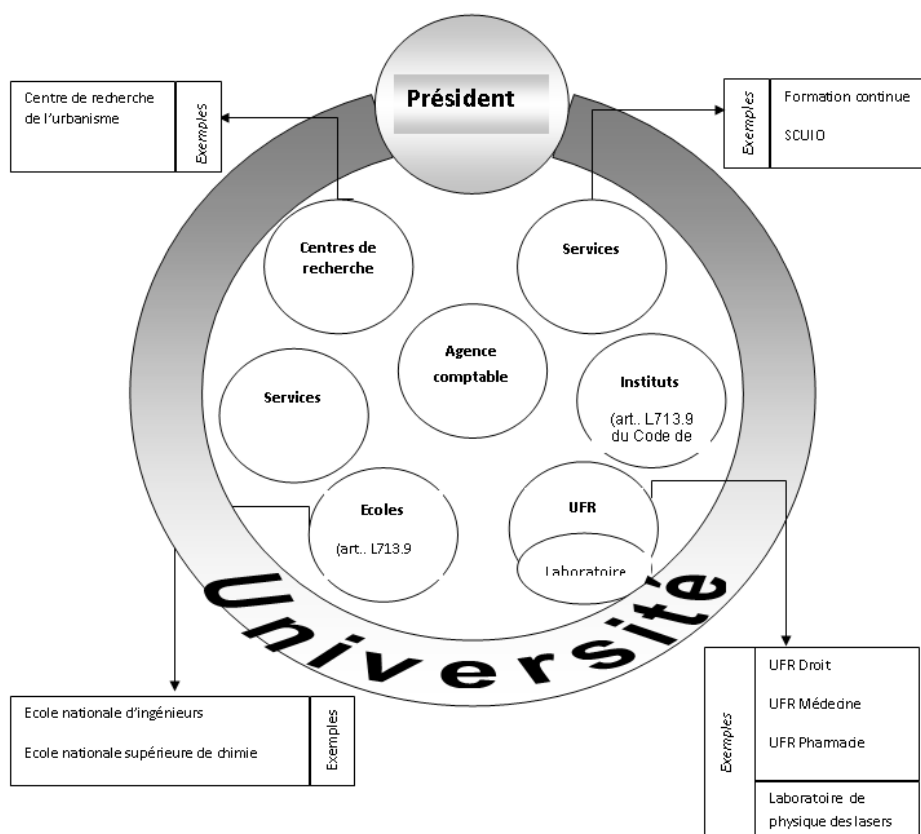 Président
Centre de recherche
de l'urbanisme
Exemples
Exemples
Formation continue
SCUIO
Centres de
recherche
Services
Agence
comptable
Services
Instituts
(art.. L713.9
du Code de
Ecoles
(art.. L713.9
UFR
Laboratoire
Université
Ecole nationale d'ingénieurs
Ecole nationale supérieure de chimie
Exemples
Exemples
UFR Droit
UFR Médecine
UFR Pharmacie
Laboratoire de
physique des lasers